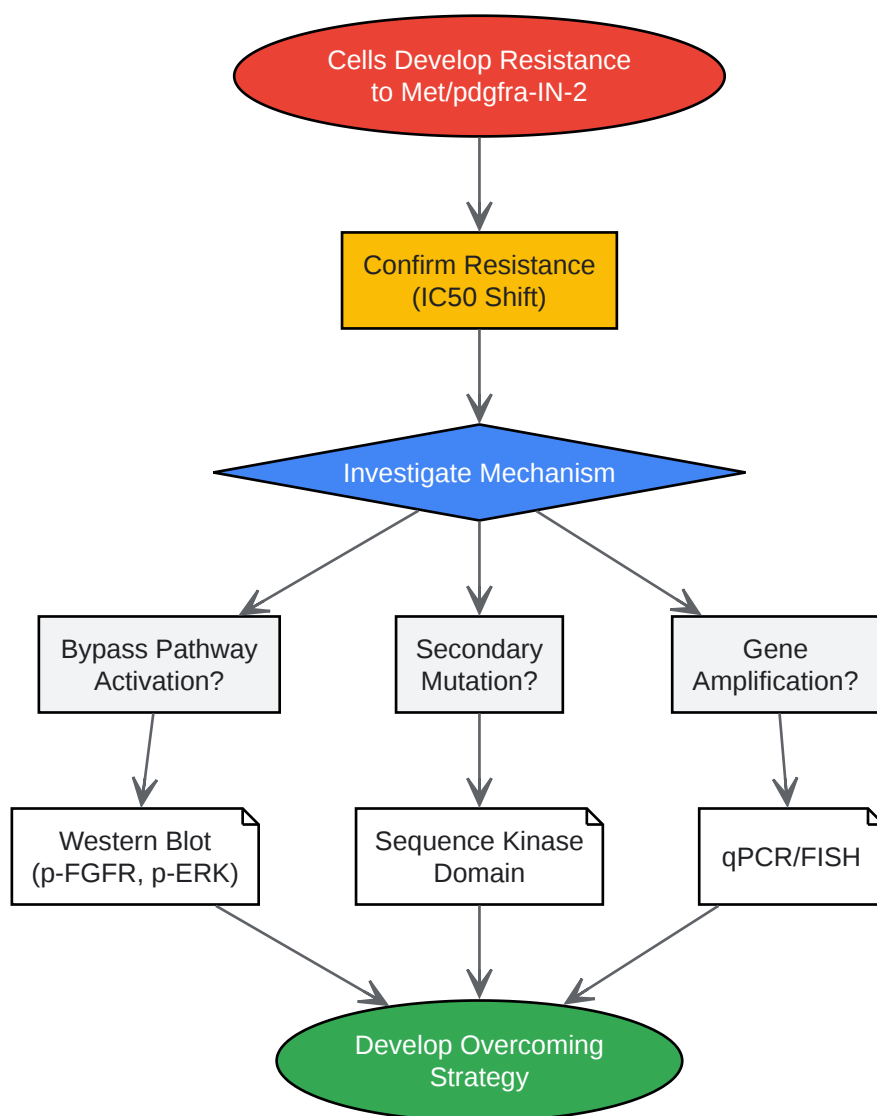 Cells Develop Resistance
to Met/pdgfra-IN-2
Confirm Resistance
(IC50 Shift)
Investigate Mechanism
Bypass Pathway
Activation?
Secondary
Mutation?
Gene
Amplification?
Western Blot
(p-FGFR, p-ERK)
Sequence Kinase
Domain
qPCR/FISH
Develop Overcoming
Strategy